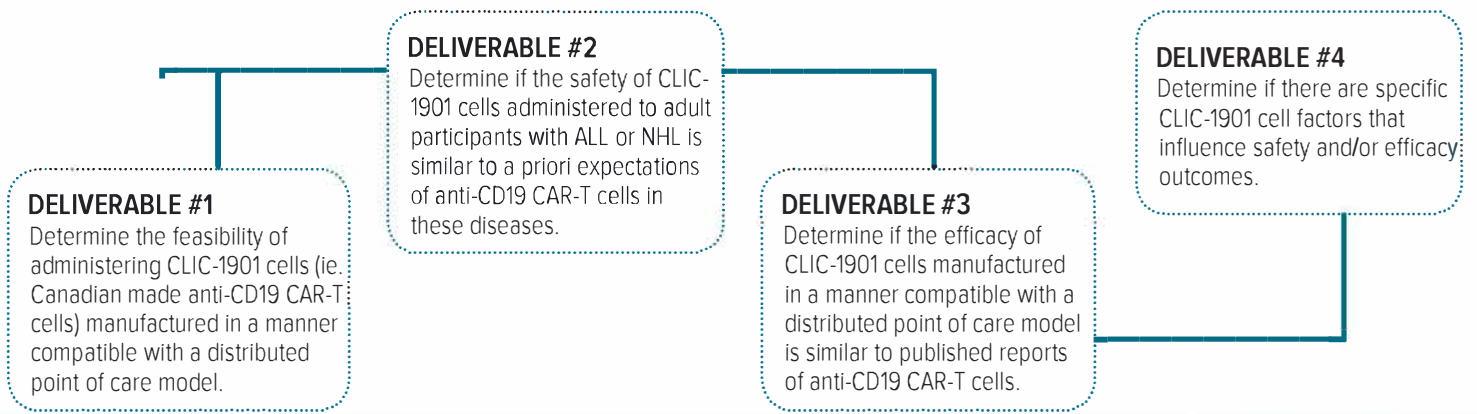 DELIVERABLE #1
Determine the feasibility of
administering CLIC-1901 cells (ie.
Canadian made anti-CD19 CAR-T
cells) manufactured in a manner
compatible with a distributed
point of care model.
DELIVERABLE #2
Determine if the safety of CLIC-
1901 cells administered to adult
participants with ALL or NHL is
similar to a priori expectations
of anti-CD19 CAR-T cells in
these diseases.
DELIVERABLE #3
Determine if the efficacy of
CLIC-1901 cells manufactured
in a manner compatible with a
distributed point of care model
is similar to published reports
of anti-CD19 CAR-T cells.
DELIVERABLE #4
Determine if there are specific
CLIC-1901 cell factors that
influence safety and/or efficacy
outcomes.